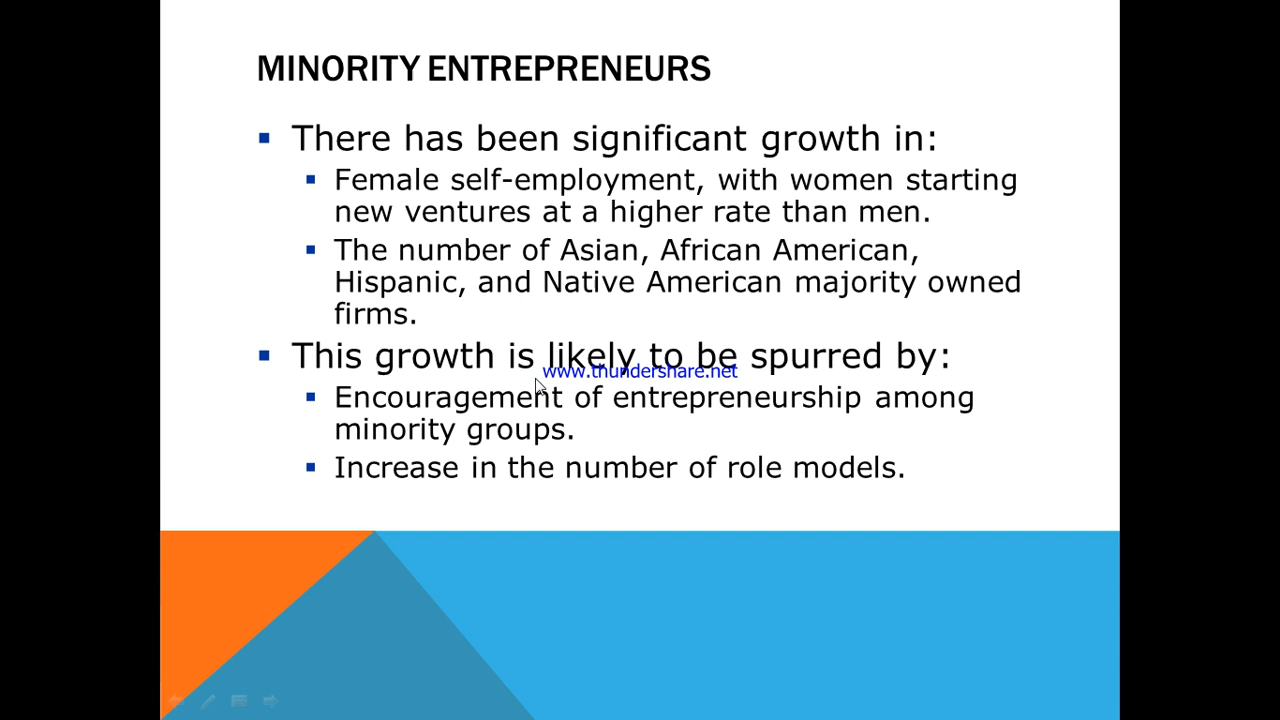 MINORITY ENTREPRENEURS
There has been significant growth in:
Female self-employment, with women starting
new ventures at a higher rate than men.
The number of Asian, African American,
Hispanic, and Native American majority owned
firms.
This growth is likely to be spurred by:
www.thundershare.net
Encouragement of entrepreneurship among
minority groups.
Increase in the number of role models.